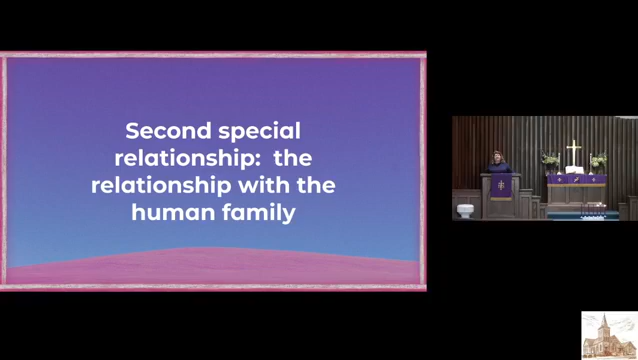 Second special
relationship:  the
relationship with the
human family